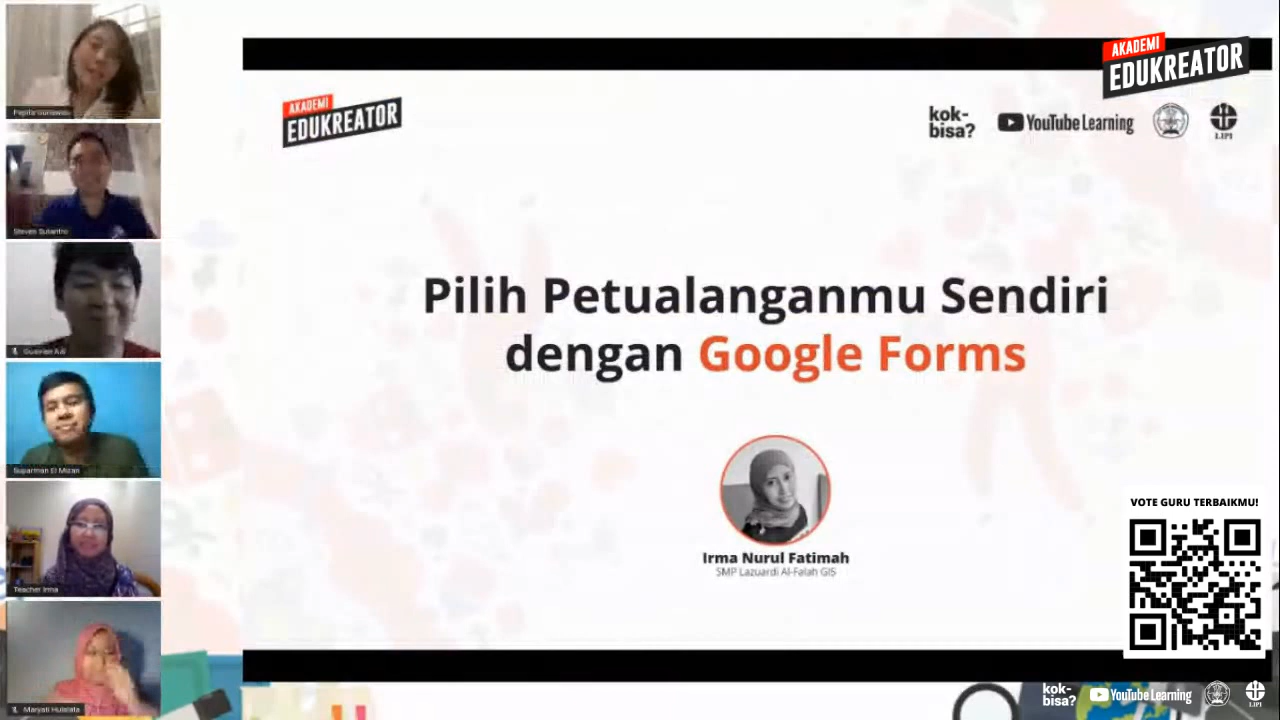 AKADEMI
EDUKREATOR
AKADEMI
EDUKREATOR
kok-
bisa?
YouTube Learning
LIPI
Pilih Petualanganmu Sendiri
dengan Google Forms
Irma Nurul Fatimah
SMP Lazuardi Al-Falah GIS
VOTE GURU TERBAIKMU!
Steven Sutantro
Suparman El Mizan
Teacher Irma
kok-
bisa?
YouTube Learning
LIPI